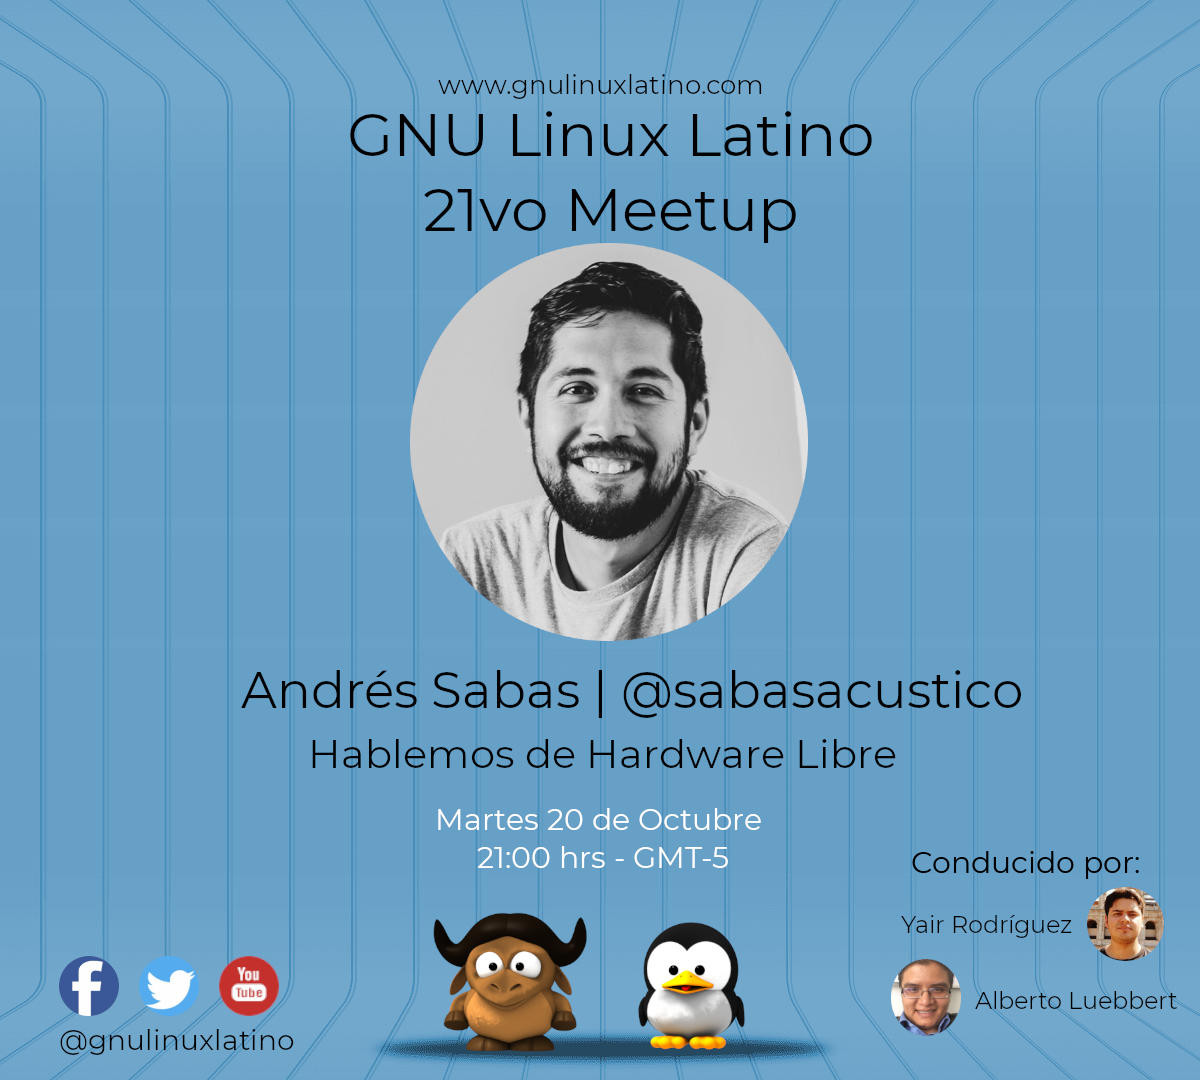 www.gnulinuxlatino.com
GNU Linux Latino
21vo Meetup
Andrés Sabas | @sabasacustico
Hablemos de Hardware Libre
Martes 20 de Octubre
21:00 hrs - GMT-5
Conducido por:
Yair Rodríguez
Alberto Luebbert
You
Tube
@gnulinuxlatino